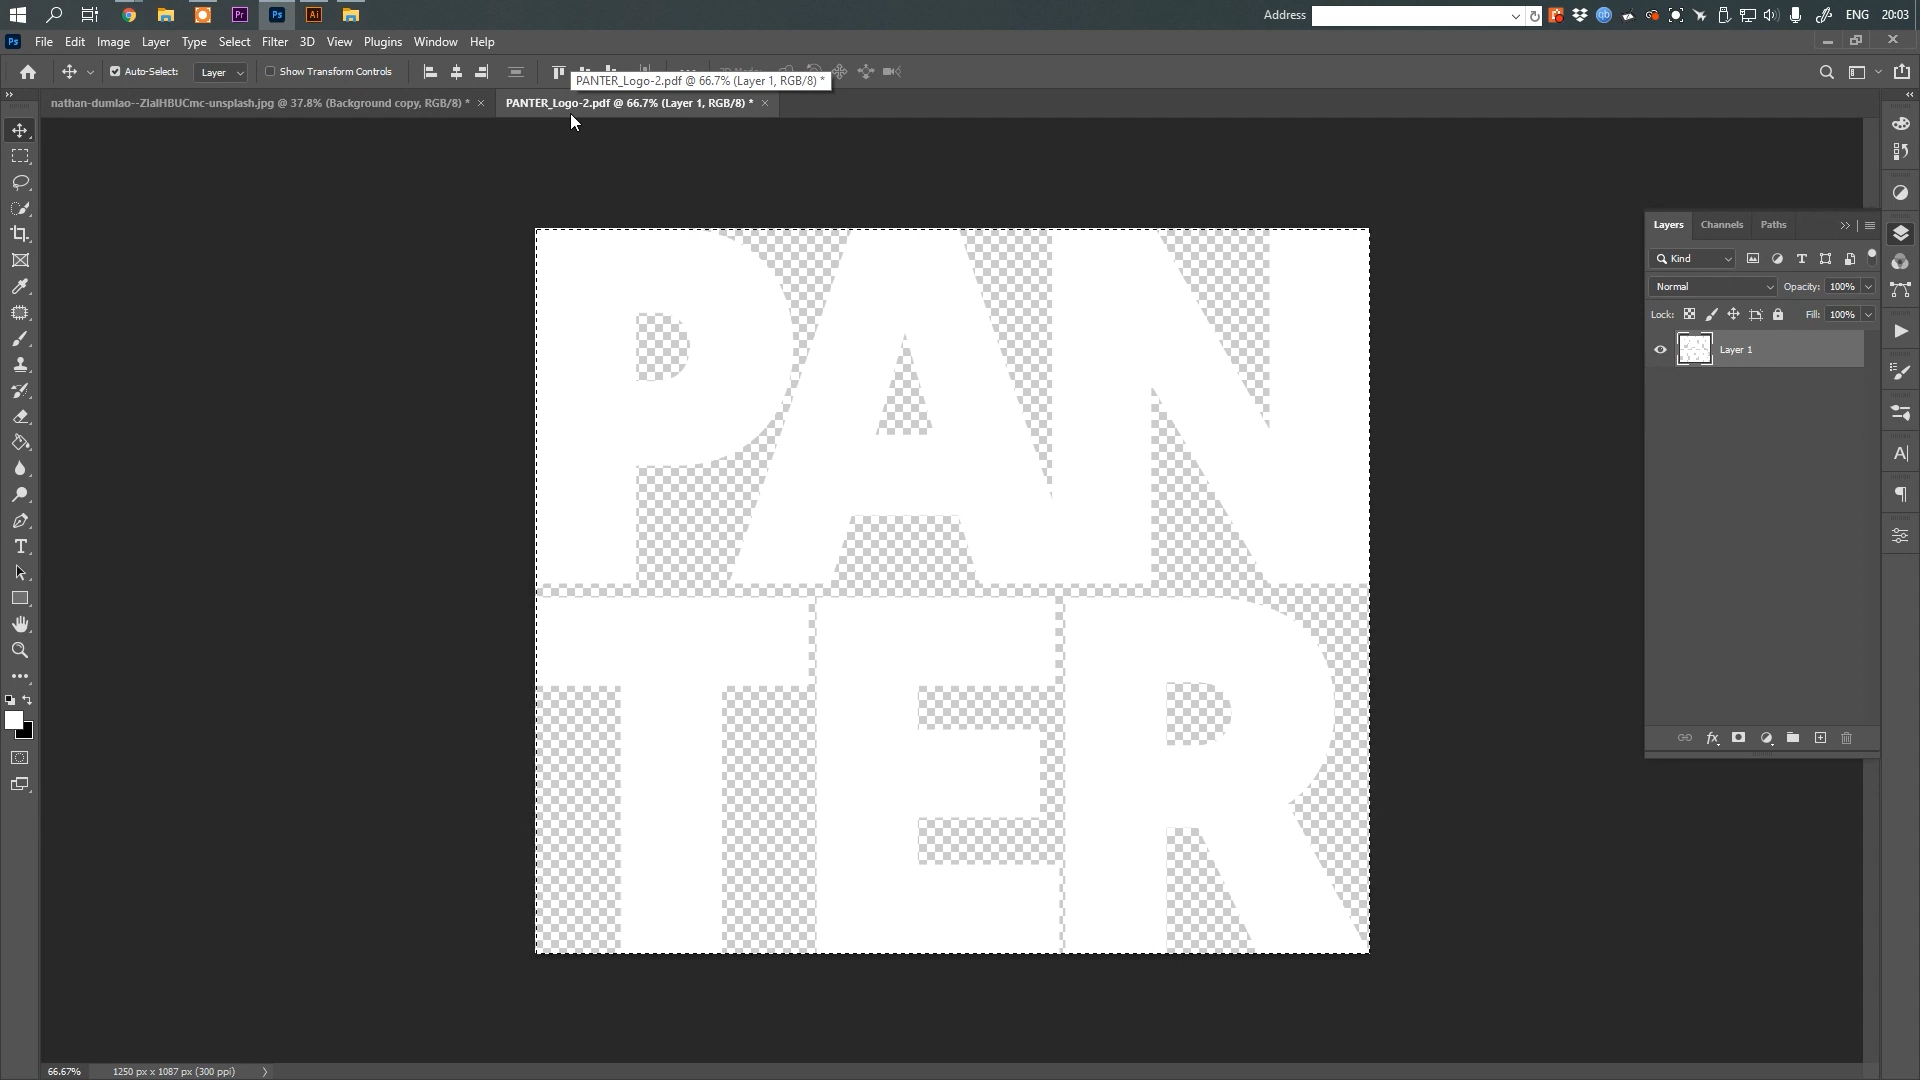 Address
ENG 20:03
Ps File Edit Image Layer Type Select Filter 3D View Plugins Window Help
Auto-Select: Layer Show Transform Controls
PANTER_Logo-2.pdf @ 66.7% (Layer 1, RGB/8) *
nathan-dumlao--ZIalHBUCmc-unsplash.jpg @ 37.8% (Background copy, RGB/8) * × PANTER_Logo-2.pdf @ 66.7% (Layer 1, RGB/8) * ×
PAN
TER
Layers Channels Paths
Kind
Normal Opacity: 100%
Lock: Fill: 100%
Layer 1
66.67% 1250 px x 1087 px (300 ppi)